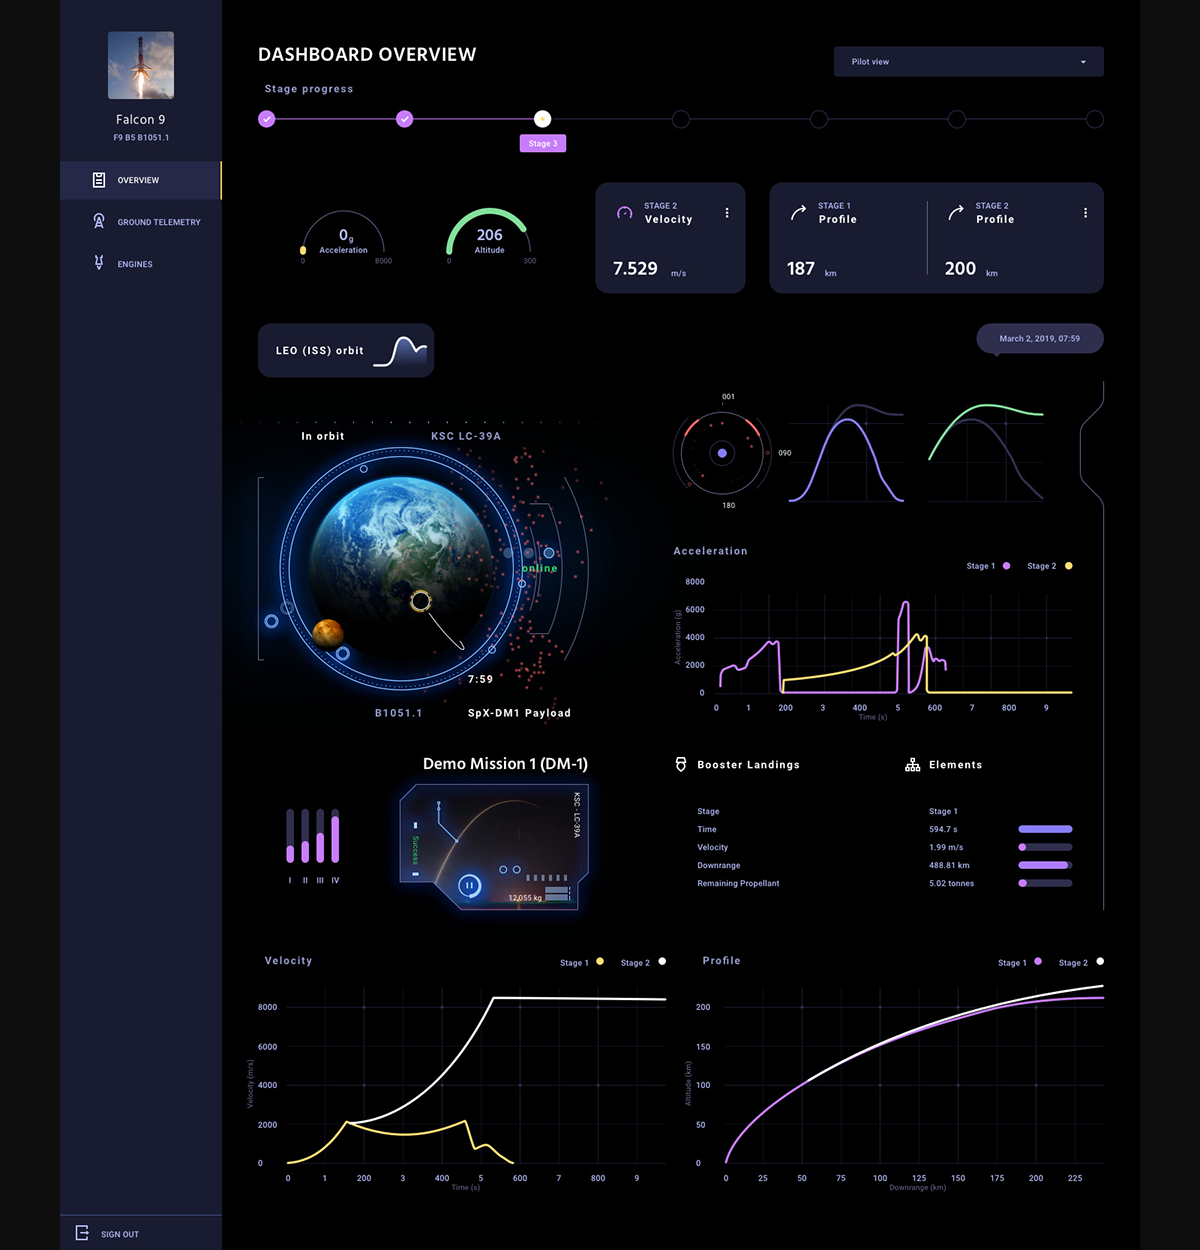 Falcon 9
F9 B5 B1051.1
OVERVIEW
GROUND TELEMETRY
ENGINES
SIGN OUT
DASHBOARD OVERVIEW
Pilot view
Stage progress
Stage 3
0g
Acceleration
0 8000
206
Altitude
0 300
STAGE 2
Velocity
7.529 m/s
STAGE 1
Profile
187 km
STAGE 2
Profile
200 km
LEO (ISS) orbit
March 2, 2019, 07:59
In orbit
KSC LC-39A
online
7:59
B1051.1
SpX-DM1 Payload
001
090
180
Acceleration
Stage 1
Stage 2
Acceleration (g)
8000
6000
4000
2000
0
0 1 200 3 400 5 600 7 800 9
Time (s)
Demo Mission 1 (DM-1)
KSC - LC-39A
Success
12,055 kg
I II III IV
Booster Landings
Elements
Stage Stage 1
Time 594.7 s
Velocity 1.99 m/s
Downrange 488.81 km
Remaining Propellant 5.02 tonnes
Velocity
Stage 1
Stage 2
Velocity (m/s)
8000
6000
4000
2000
0
0 1 200 3 400 5 600 7 800 9
Time (s)
Profile
Stage 1
Stage 2
Altitude (km)
200
150
100
50
0
0 25 50 75 100 125 150 175 200 225
Downrange (km)